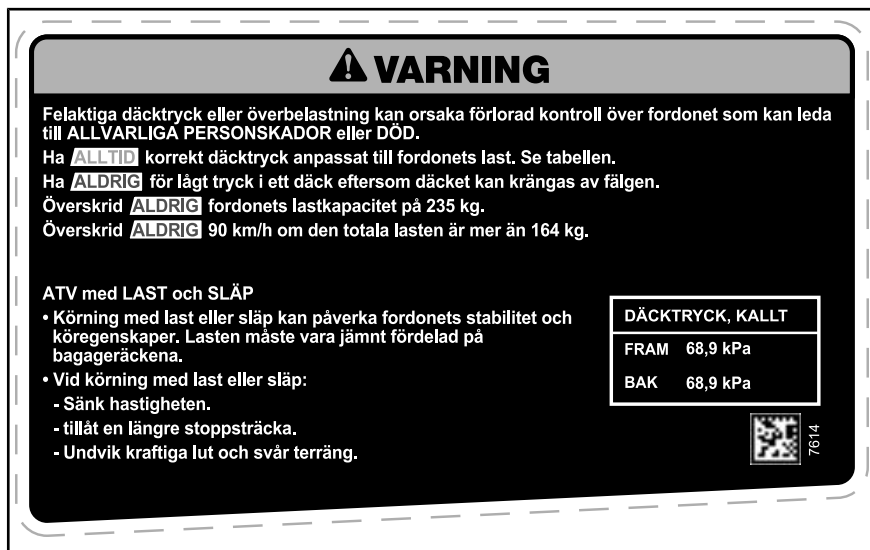 VARNING
Felaktiga däcktryck eller överbelastning kan orsaka förlorad kontroll över fordonet som kan leda
till ALLVARLIGA PERSONSKADOR eller DÖD.
Ha ALLTID korrekt däcktryck anpassat till fordonets last. Se tabellen.
Ha ALDRIG för lågt tryck i ett däck eftersom däcket kan krängas av fälgen.
Överskrid ALDRIG fordonets lastkapacitet på 235 kg.
Överskrid ALDRIG 90 km/h om den totala lasten är mer än 164 kg.
ATV med LAST och SLÄP
• Körning med last eller släp kan påverka fordonets stabilitet och
köregenskaper. Lasten måste vara jämnt fördelad på
bagageräckena.
• Vid körning med last eller släp:
- Sänk hastigheten.
- tillåt en längre stoppsträcka.
- Undvik kraftiga lut och svår terräng.
DÄCKTRYCK, KALLT
FRAM 68,9 kPa
BAK 68,9 kPa
7614